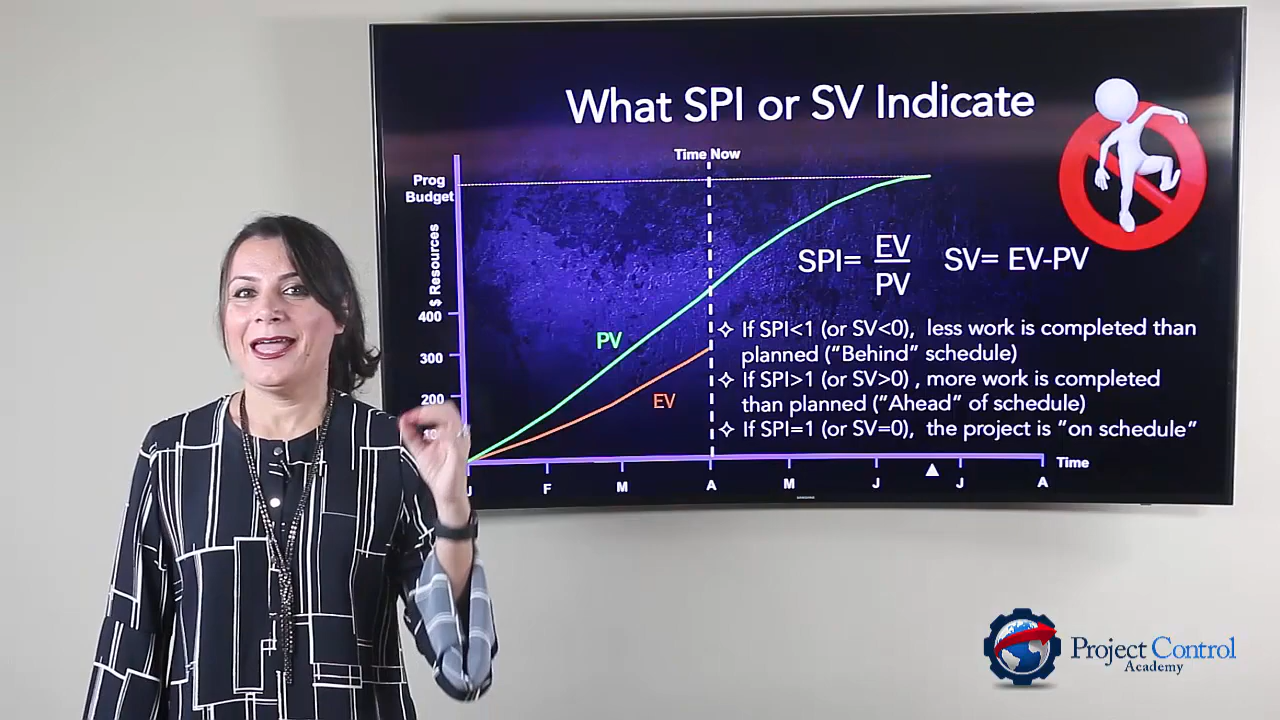 What SPI or SV Indicate
Time Now
Prog
Budget
$ Resources
400
300
200
PV
EV
SPI= EV
PV
SV= EV-PV
✧ If SPI<1 (or SV<0), less work is completed than
planned ("Behind" schedule)
✧ If SPI>1 (or SV>0) , more work is completed
than planned ("Ahead" of schedule)
✧ If SPI=1 (or SV=0), the project is "on schedule"
J F M A M J J A
Time
SAMSUNG
Project Control
Academy